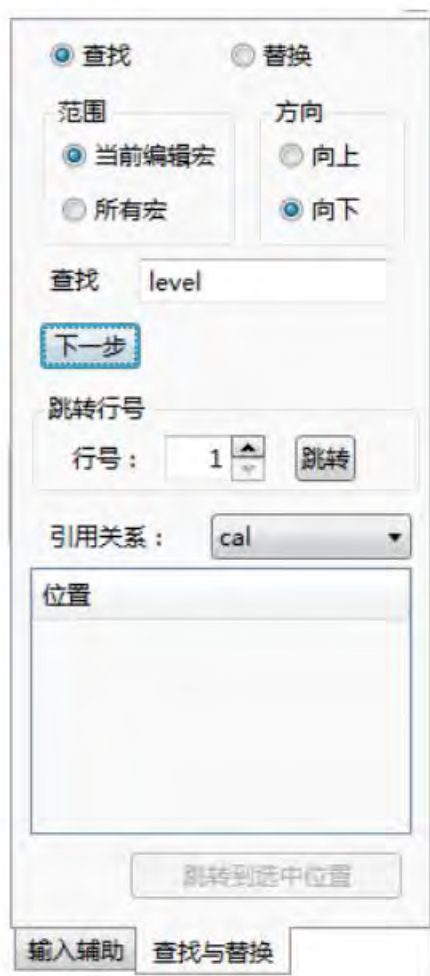 查找 替换
范围 方向
当前编辑宏 向上
所有宏 向下
查找 level
下一步
跳转行号
行号： 1 跳转
引用关系： cal
位置
跳转到选中位置
输入辅助 查找与替换